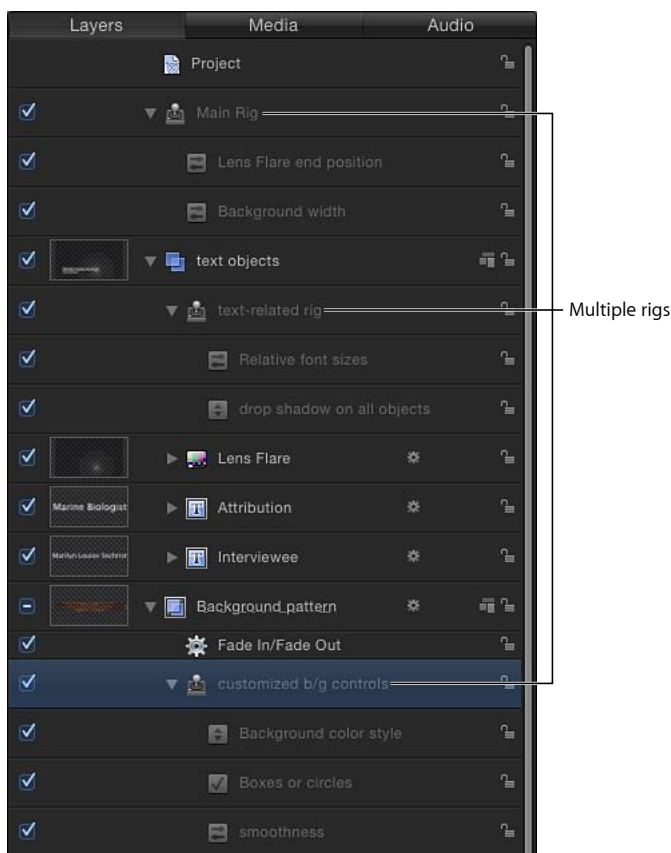 Layers Media Audio
Project
Main Rig
Lens Flare end position
Background width
text objects
text-related rig
Multiple rigs
Relative font sizes
drop shadow on all objects
Lens Flare
Marine Biologist
Attribution
Interviewee
Background_pattern
Fade In/Fade Out
customized b/g controls
Background color style
Boxes or circles
smoothness